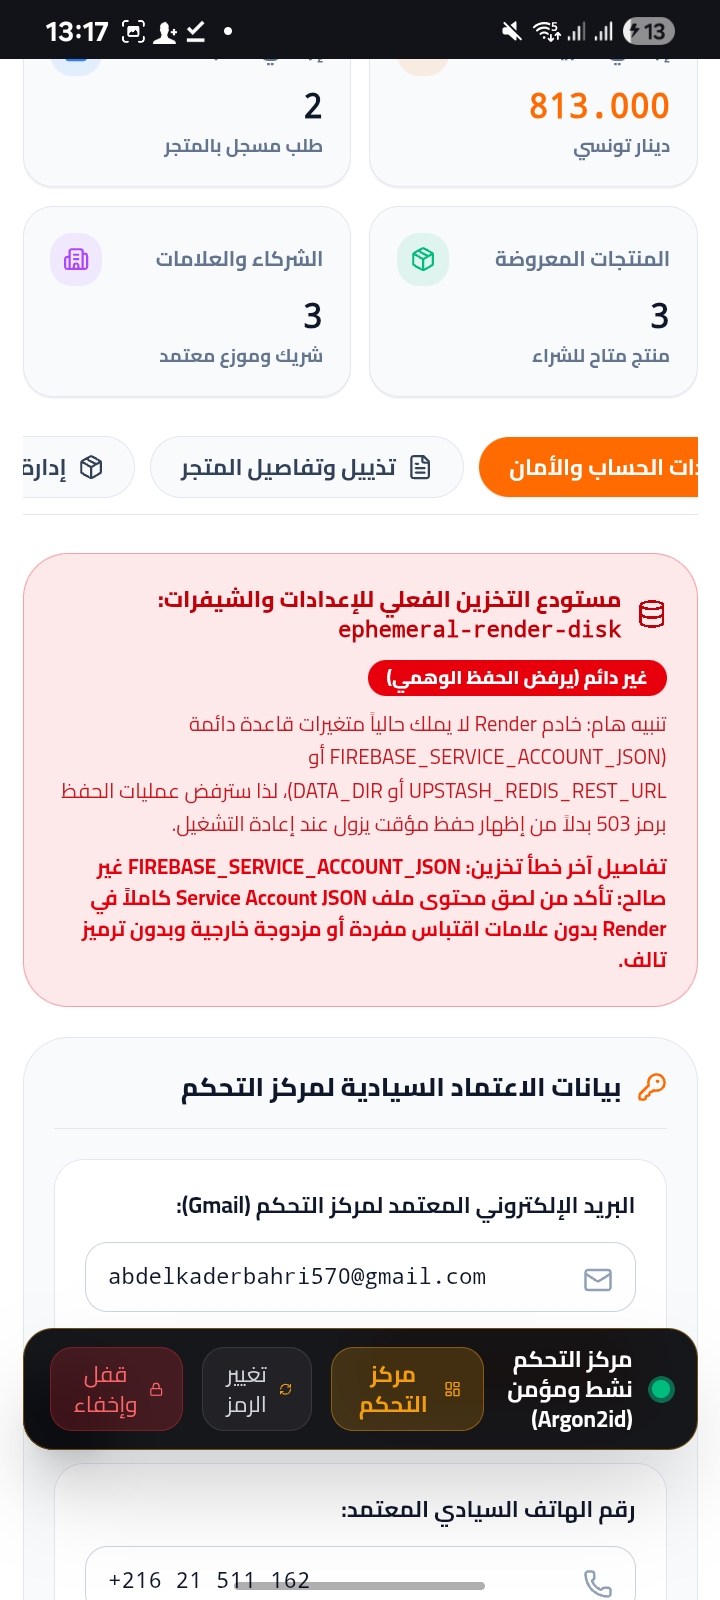 13:17
13
813.000
دينار تونسي
2
طلب مسجل بالمتجر
المنتجات المعروضة
3
منتج متاح للشراء
الشركاء والعلامات
3
شريك وموزع معتمد
دات الحساب والأمان
تذييل وتفاصيل المتجر
إدارة
مستودع التخزين الفعلي للإعدادات والشيفرات:
ephemeral-render-disk
غير دائم (يرفض الحفظ الوهمي)
تنبيه هام: خادم Render لا يملك حالياً متغيرات قاعدة دائمة
(FIREBASE_SERVICE_ACCOUNT_JSON أو
UPSTASH_REDIS_REST_URL أو DATA_DIR)، لذا سترفض عمليات الحفظ
برمز 503 بدلاً من إظهار حفظ مؤقت يزول عند إعادة التشغيل.
تفاصيل آخر خطأ تخزين: FIREBASE_SERVICE_ACCOUNT_JSON غير
صالح: تأكد من لصق محتوى ملف Service Account JSON كاملاً في
Render بدون علامات اقتباس مفردة أو مزدوجة خارجية وبدون ترميز
تالف.
بيانات الاعتماد السيادية لمركز التحكم
البريد الإلكتروني المعتمد لمركز التحكم (Gmail):
abdelkaderbahri570@gmail.com
مركز التحكم
نشط ومؤمن
(Argon2id)
مركز
التحكم
تغيير
الرمز
قفل
وإخفاء
رقم الهاتف السيادي المعتمد:
+216 21 511 162